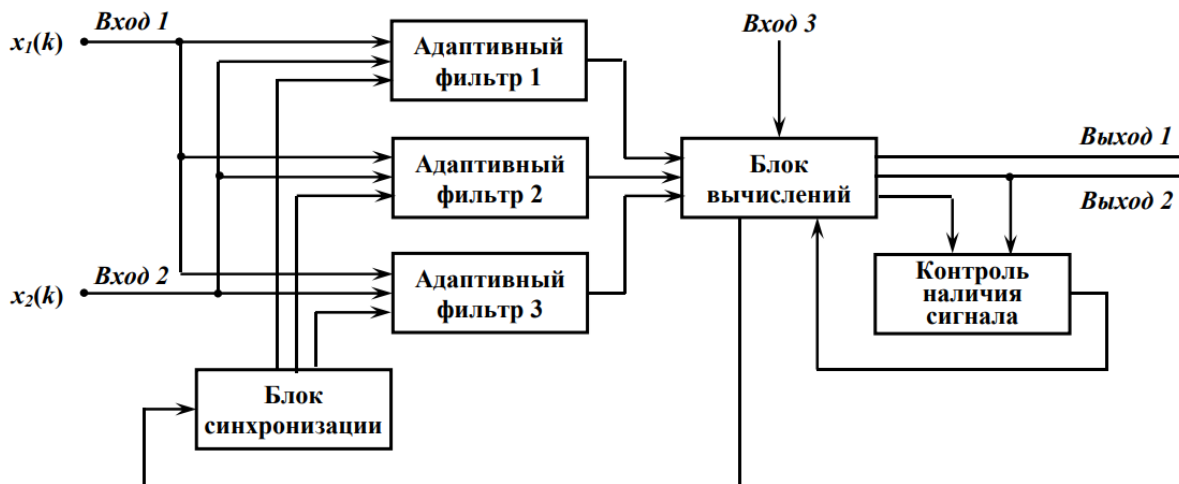 Вход 1
x₁(k)
Адаптивный
фильтр 1
Вход 3
Адаптивный
фильтр 2
Блок
вычислений
Выход 1
Выход 2
Вход 2
x₂(k)
Адаптивный
фильтр 3
Контроль
наличия
сигнала
Блок
синхронизации